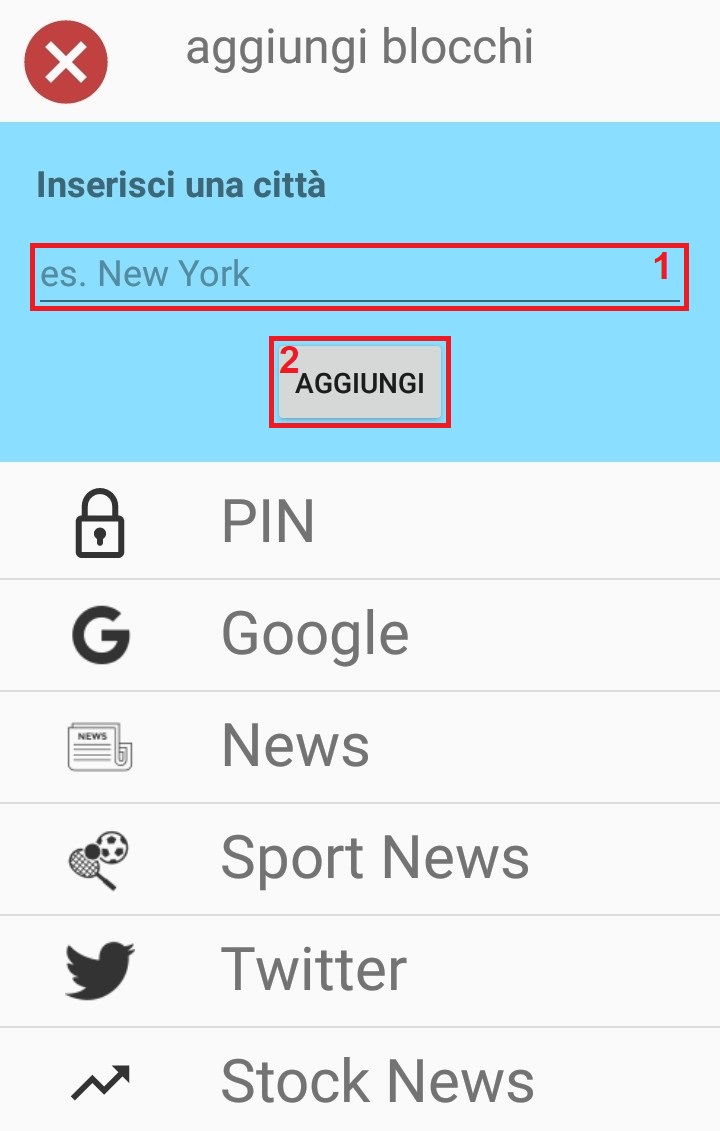 aggiungi blocchi
Inserisci una città
es. New York 1
2
AGGIUNGI
PIN
Google
NEWS
News
Sport News
Twitter
Stock News